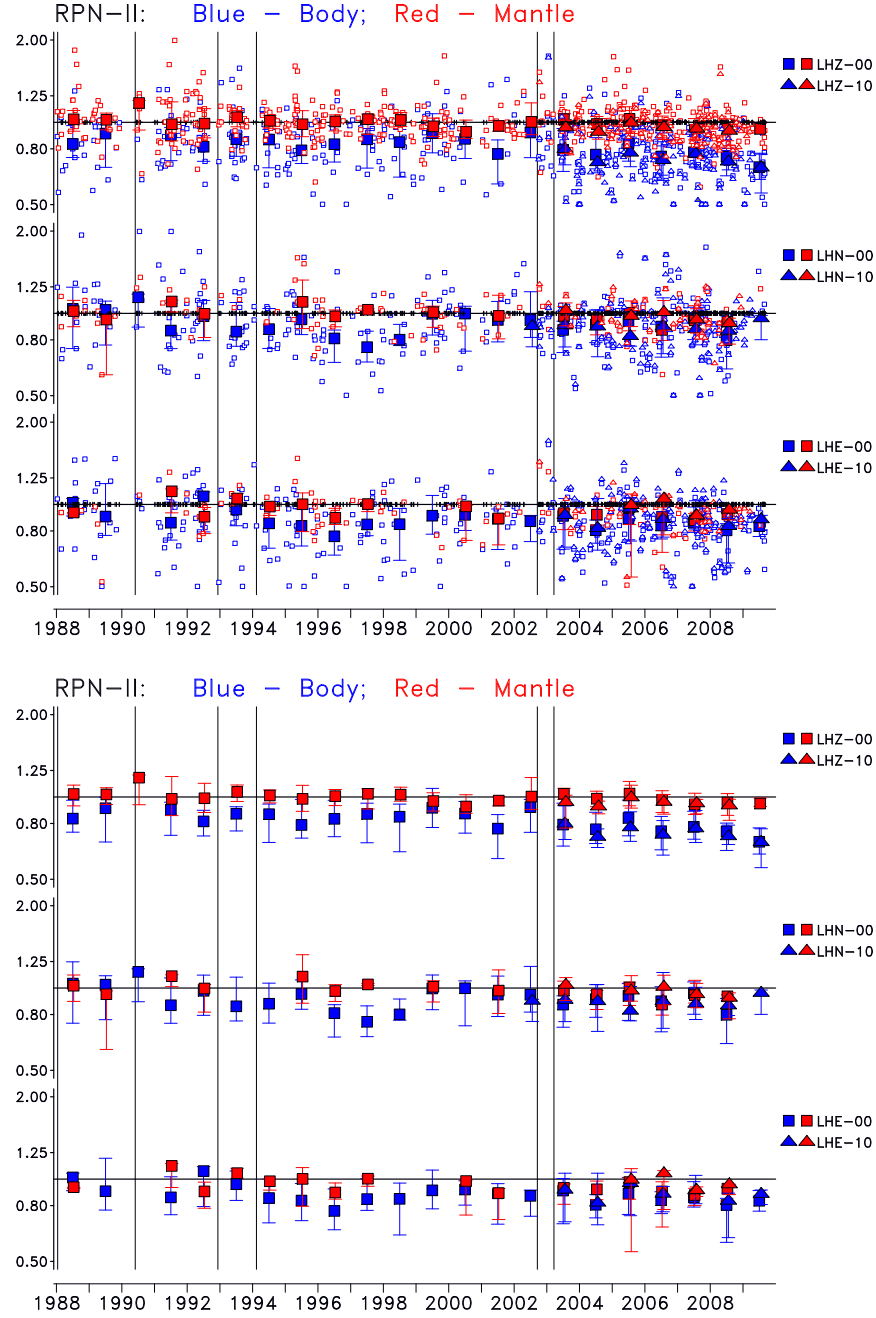 RPN-II: Blue - Body; Red - Mantle
2.00
1.25
0.80
0.50
LHZ-00
LHZ-10
2.00
1.25
0.80
0.50
LHN-00
LHN-10
2.00
1.25
0.80
0.50
LHE-00
LHE-10
1988 1990 1992 1994 1996 1998 2000 2002 2004 2006 2008
RPN-II: Blue - Body; Red - Mantle
2.00
1.25
0.80
0.50
LHZ-00
LHZ-10
2.00
1.25
0.80
0.50
LHN-00
LHN-10
2.00
1.25
0.80
0.50
LHE-00
LHE-10
1988 1990 1992 1994 1996 1998 2000 2002 2004 2006 2008